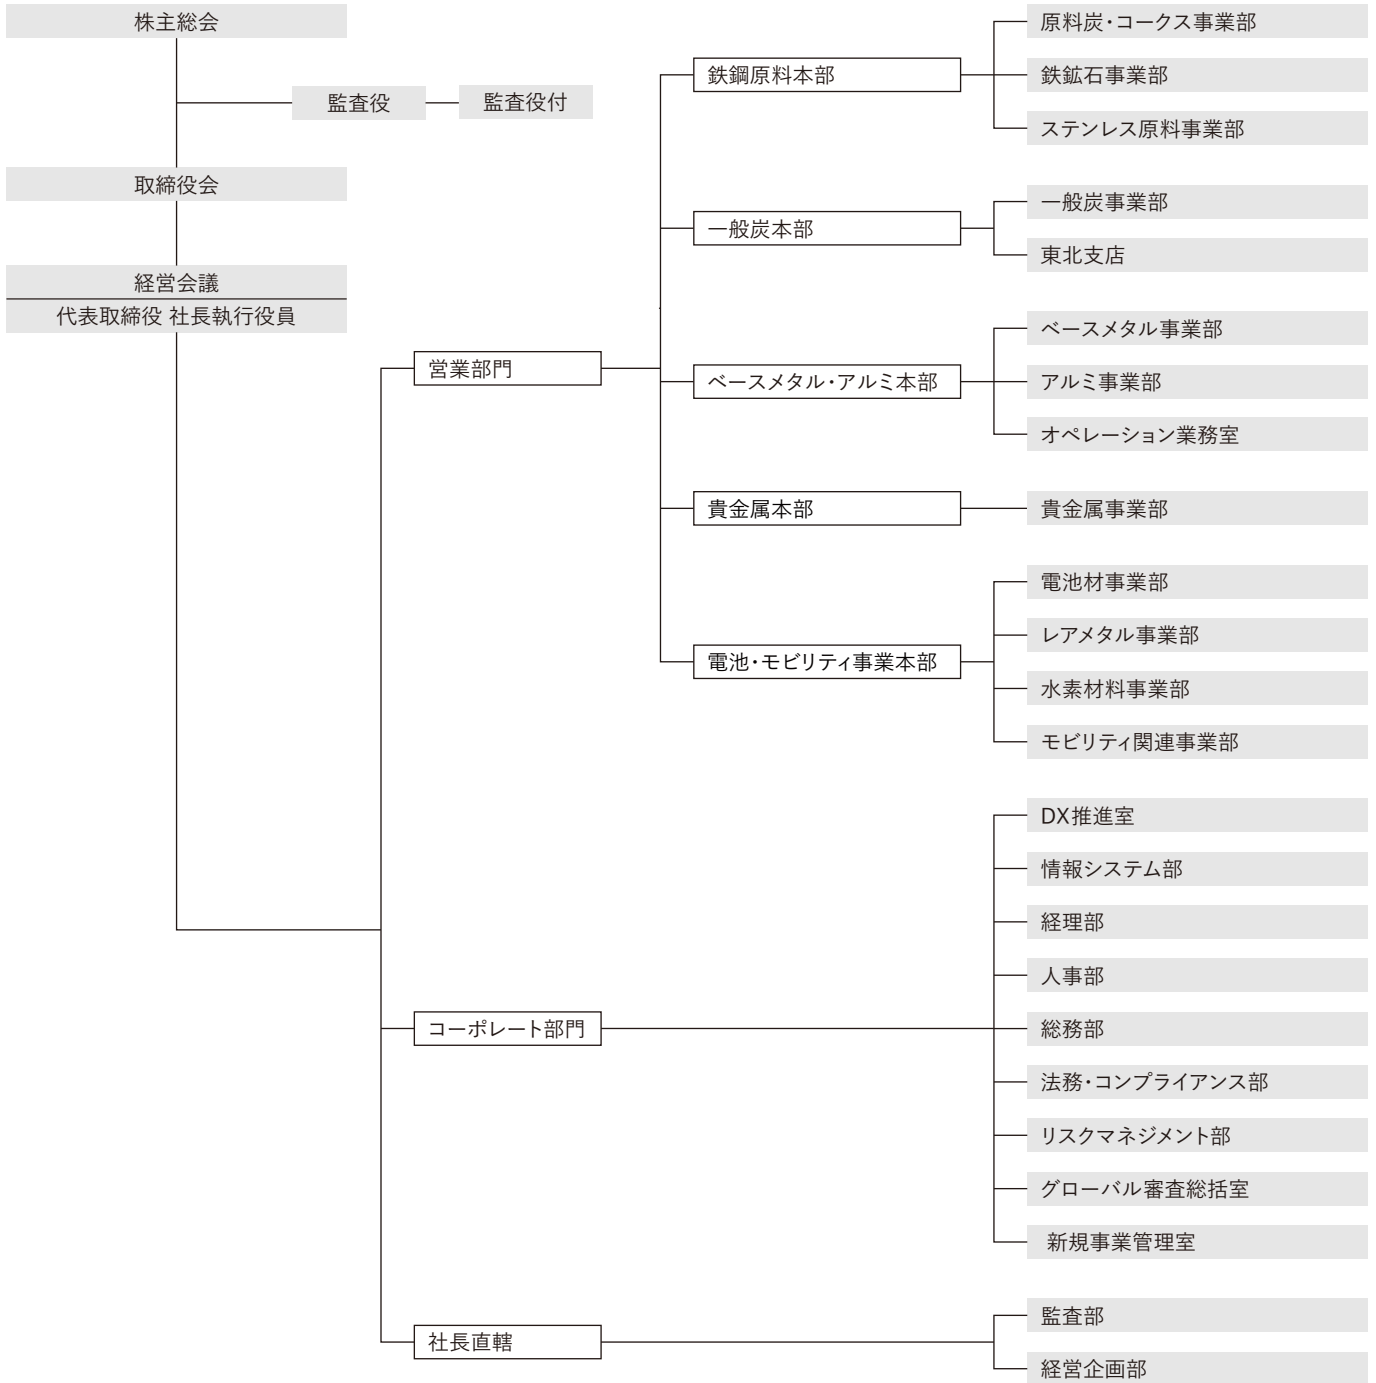 株主総会
監査役
監査役付
取締役会
経営会議
代表取締役 社長執行役員
営業部門
鉄鋼原料本部
原料炭・コークス事業部
鉄鉱石事業部
ステンレス原料事業部
一般炭本部
一般炭事業部
東北支店
ベースメタル・アルミ本部
ベースメタル事業部
アルミ事業部
オペレーション業務室
貴金属本部
貴金属事業部
電池・モビリティ事業本部
電池材事業部
レアメタル事業部
水素材料事業部
モビリティ関連事業部
コーポレート部門
DX推進室
情報システム部
経理部
人事部
総務部
法務・コンプライアンス部
リスクマネジメント部
グローバル審査総括室
新規事業管理室
社長直轄
監査部
経営企画部